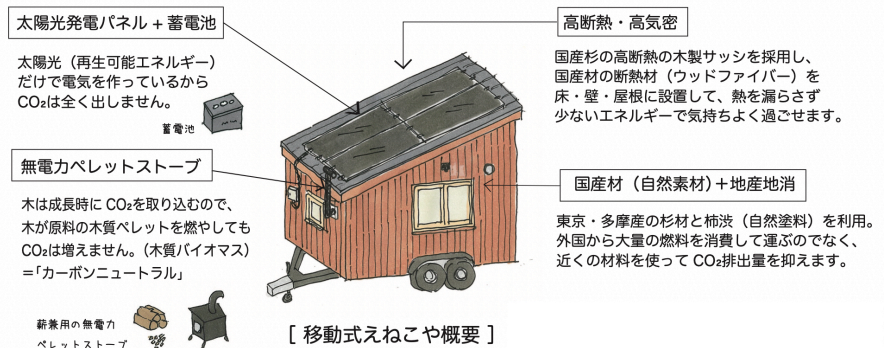 太陽光発電パネル + 蓄電池
太陽光（再生可能エネルギー）
だけで電気を作っているから
CO₂は全く出しません。
蓄電池
無電力ペレットストーブ
木は成長時に CO₂を取り込むので、
木が原料の木質ペレットを燃やしても
CO₂は増えません。（木質バイオマス）
＝「カーボンニュートラル」
薪兼用の無電力
ペレットストーブ
高断熱・高気密
国産杉の高断熱の木製サッシを採用し、
国産材の断熱材（ウッドファイバー）を
床・壁・屋根に設置して、熱を漏らさず
少ないエネルギーで気持ちよく過ごせます。
国産材（自然素材）＋地産地消
東京・多摩産の杉材と柿渋（自然塗料）を利用。
外国から大量の燃料を消費して運ぶのでなく、
近くの材料を使って CO₂排出量を抑えます。
[ 移動式えねこや概要 ]